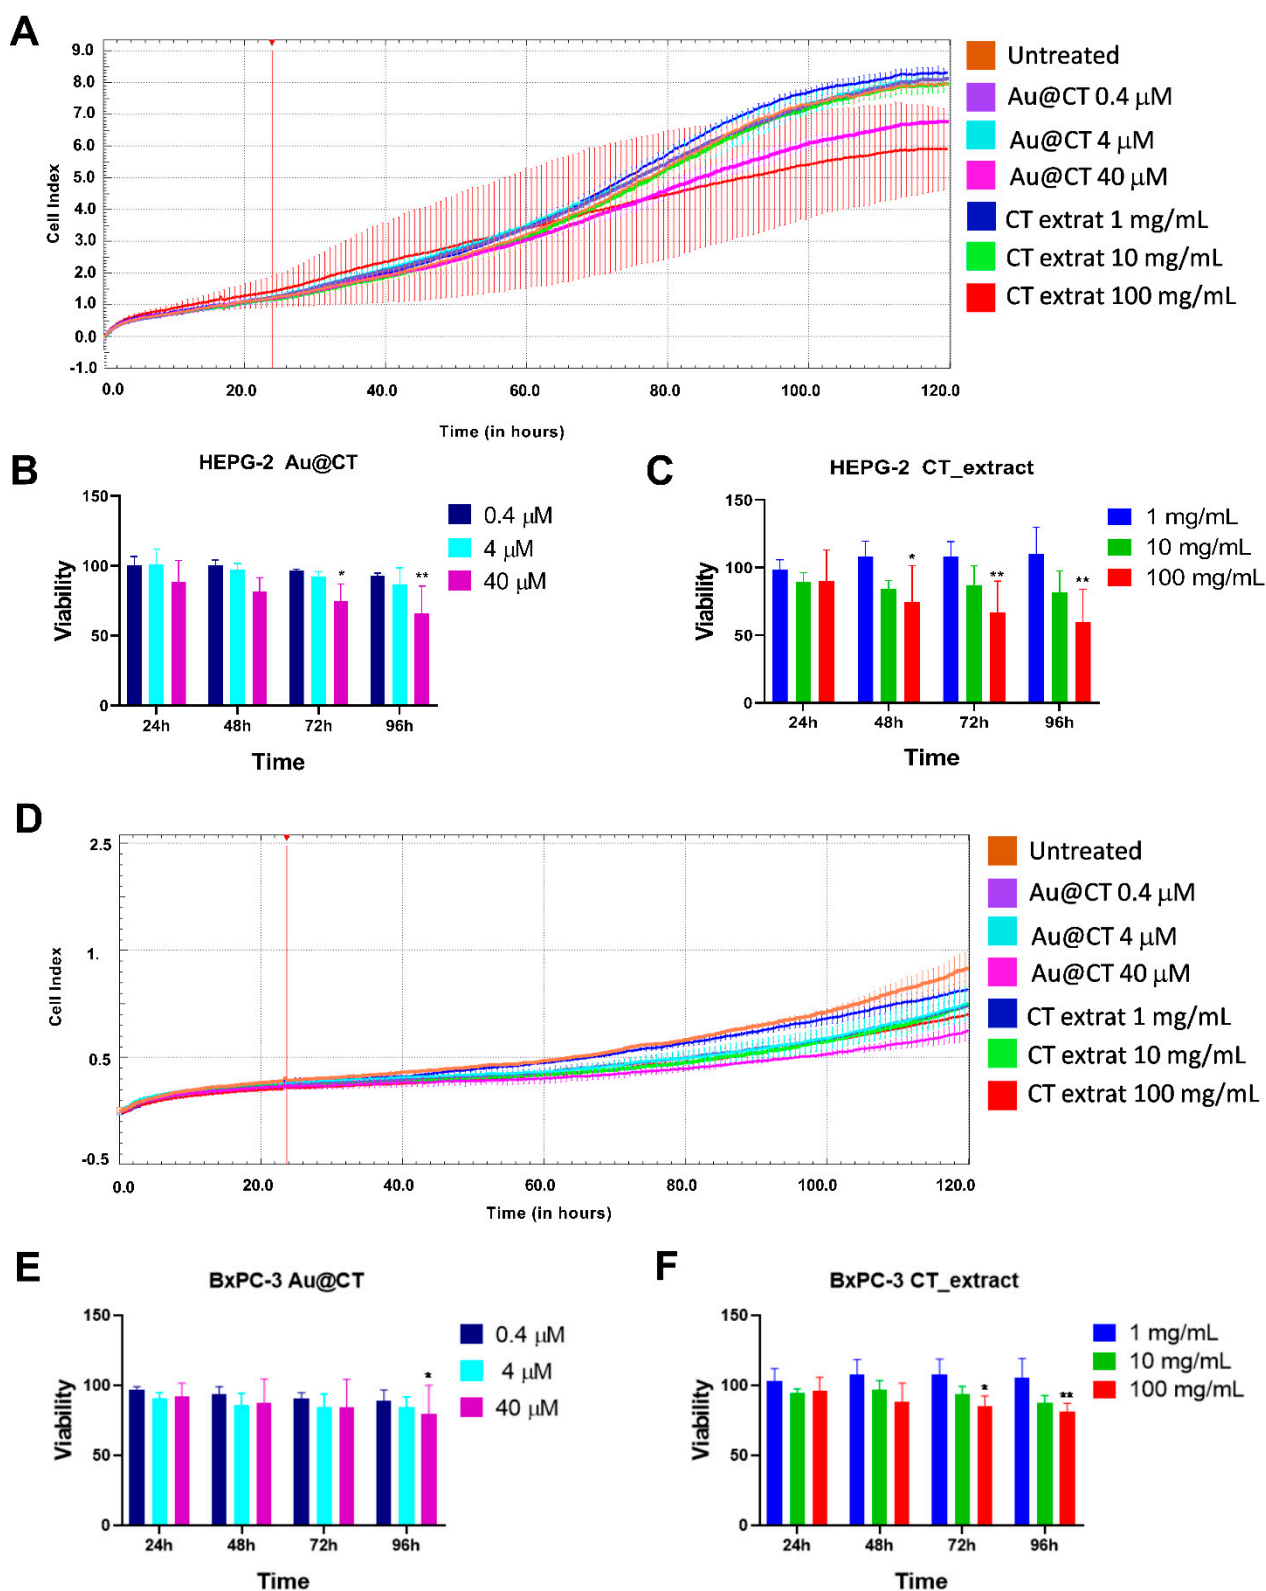 A
9.0
8.0
7.0
6.0
5.0
4.0
3.0
2.0
1.0
0.0
-1.0
Cell Index
0.0 20.0 40.0 60.0 80.0 100.0 120.0
Time (in hours)
Untreated
Au@CT 0.4 μM
Au@CT 4 μM
Au@CT 40 μM
CT extrat 1 mg/mL
CT extrat 10 mg/mL
CT extrat 100 mg/mL
B
HEPG-2 Au@CT
150
100
50
0
Viability
* **
24h 48h 72h 96h
Time
0.4 μM
4 μM
40 μM
C
HEPG-2 CT_extract
150
100
50
0
Viability
* ** **
24h 48h 72h 96h
Time
1 mg/mL
10 mg/mL
100 mg/mL
D
2.5
1.
0.5
-0.5
Cell Index
0.0 20.0 40.0 60.0 80.0 100.0 120.0
Time (in hours)
Untreated
Au@CT 0.4 μM
Au@CT 4 μM
Au@CT 40 μM
CT extrat 1 mg/mL
CT extrat 10 mg/mL
CT extrat 100 mg/mL
E
BxPC-3 Au@CT
150
100
50
0
Viability
*
24h 48h 72h 96h
Time
0.4 μM
4 μM
40 μM
F
BxPC-3 CT_extract
150
100
50
0
Viability
* **
24h 48h 72h 96h
Time
1 mg/mL
10 mg/mL
100 mg/mL